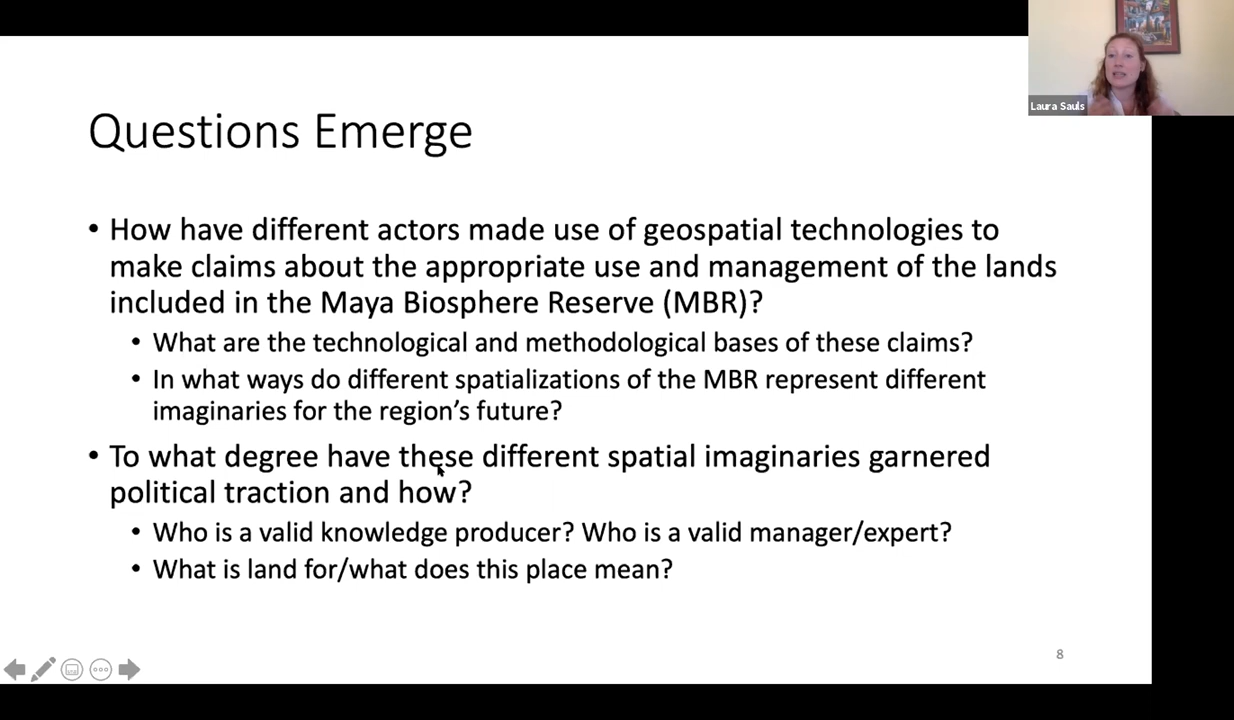 Laura Sauls
Questions Emerge
• How have different actors made use of geospatial technologies to
make claims about the appropriate use and management of the lands
included in the Maya Biosphere Reserve (MBR)?
• What are the technological and methodological bases of these claims?
• In what ways do different spatializations of the MBR represent different
imaginaries for the region's future?
• To what degree have these different spatial imaginaries garnered
political traction and how?
• Who is a valid knowledge producer? Who is a valid manager/expert?
• What is land for/what does this place mean?
8